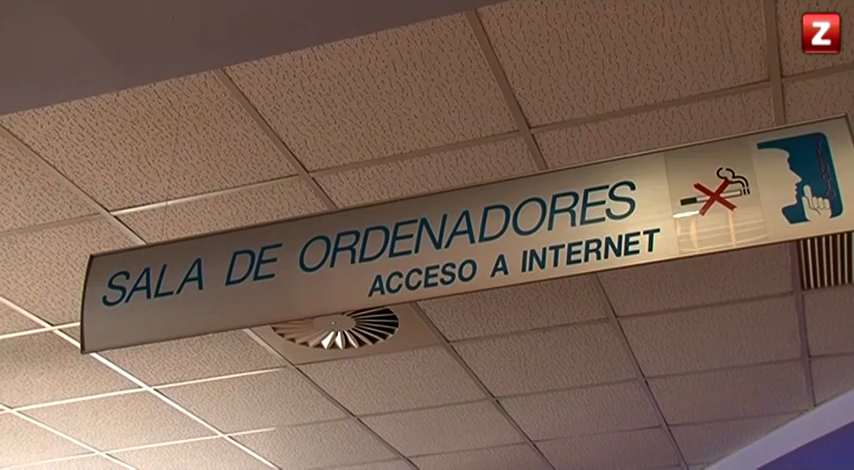 Z
SALA DE ORDENADORES
ACCESO A INTERNET